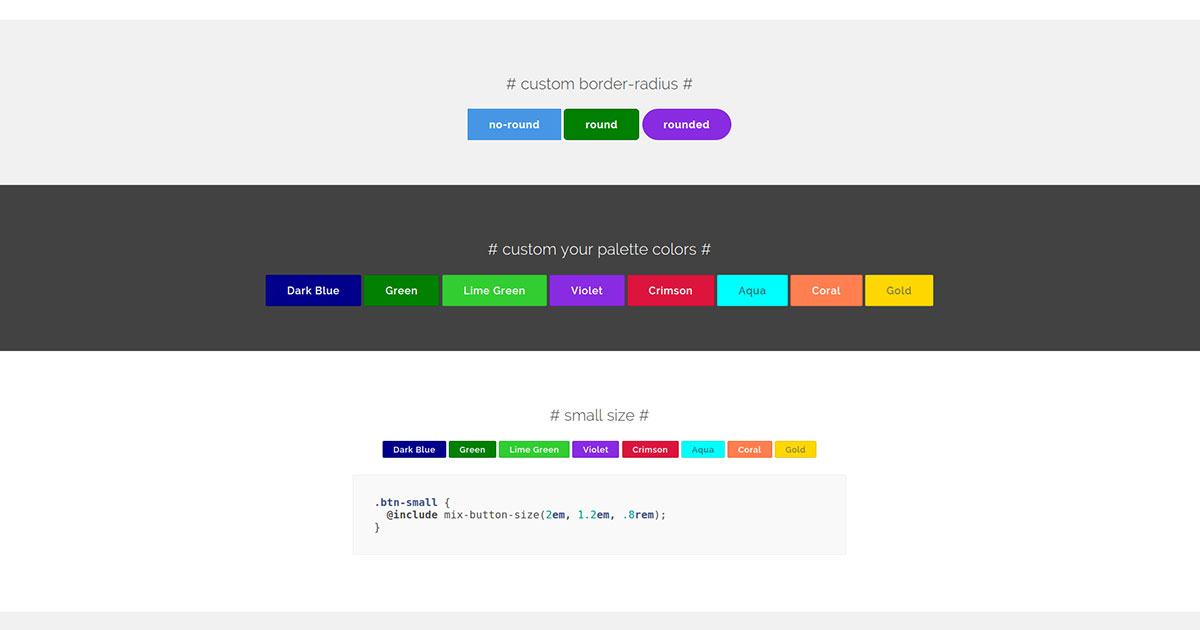 # custom border-radius #
no-round round rounded
# custom your palette colors #
Dark Blue Green Lime Green Violet Crimson Aqua Coral Gold
# small size #
Dark Blue Green Lime Green Violet Crimson Aqua Coral Gold
.btn-small {
  @include mix-button-size(2em, 1.2em, .8rem);
}